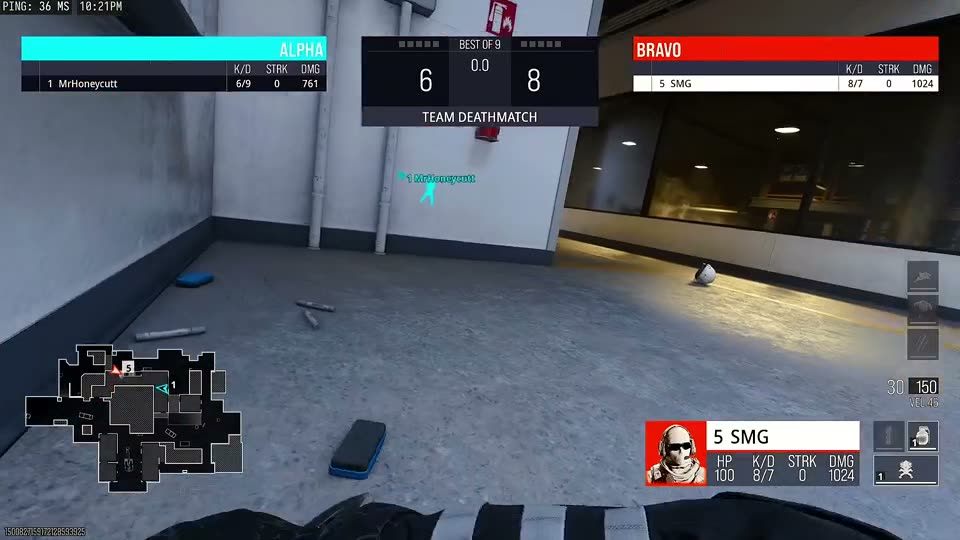 PING: 36 MS 10:21PM
ALPHA
K/D STRK DMG
1 MrHoneycutt 6/9 0 761
BEST OF 9
0.0
6 8
TEAM DEATHMATCH
BRAVO
K/D STRK DMG
5 SMG 8/7 0 1024
1 MrHoneycutt
5
1
30 150
VEL 45
5 SMG
HP K/D STRK DMG
100 8/7 0 1024
1
1